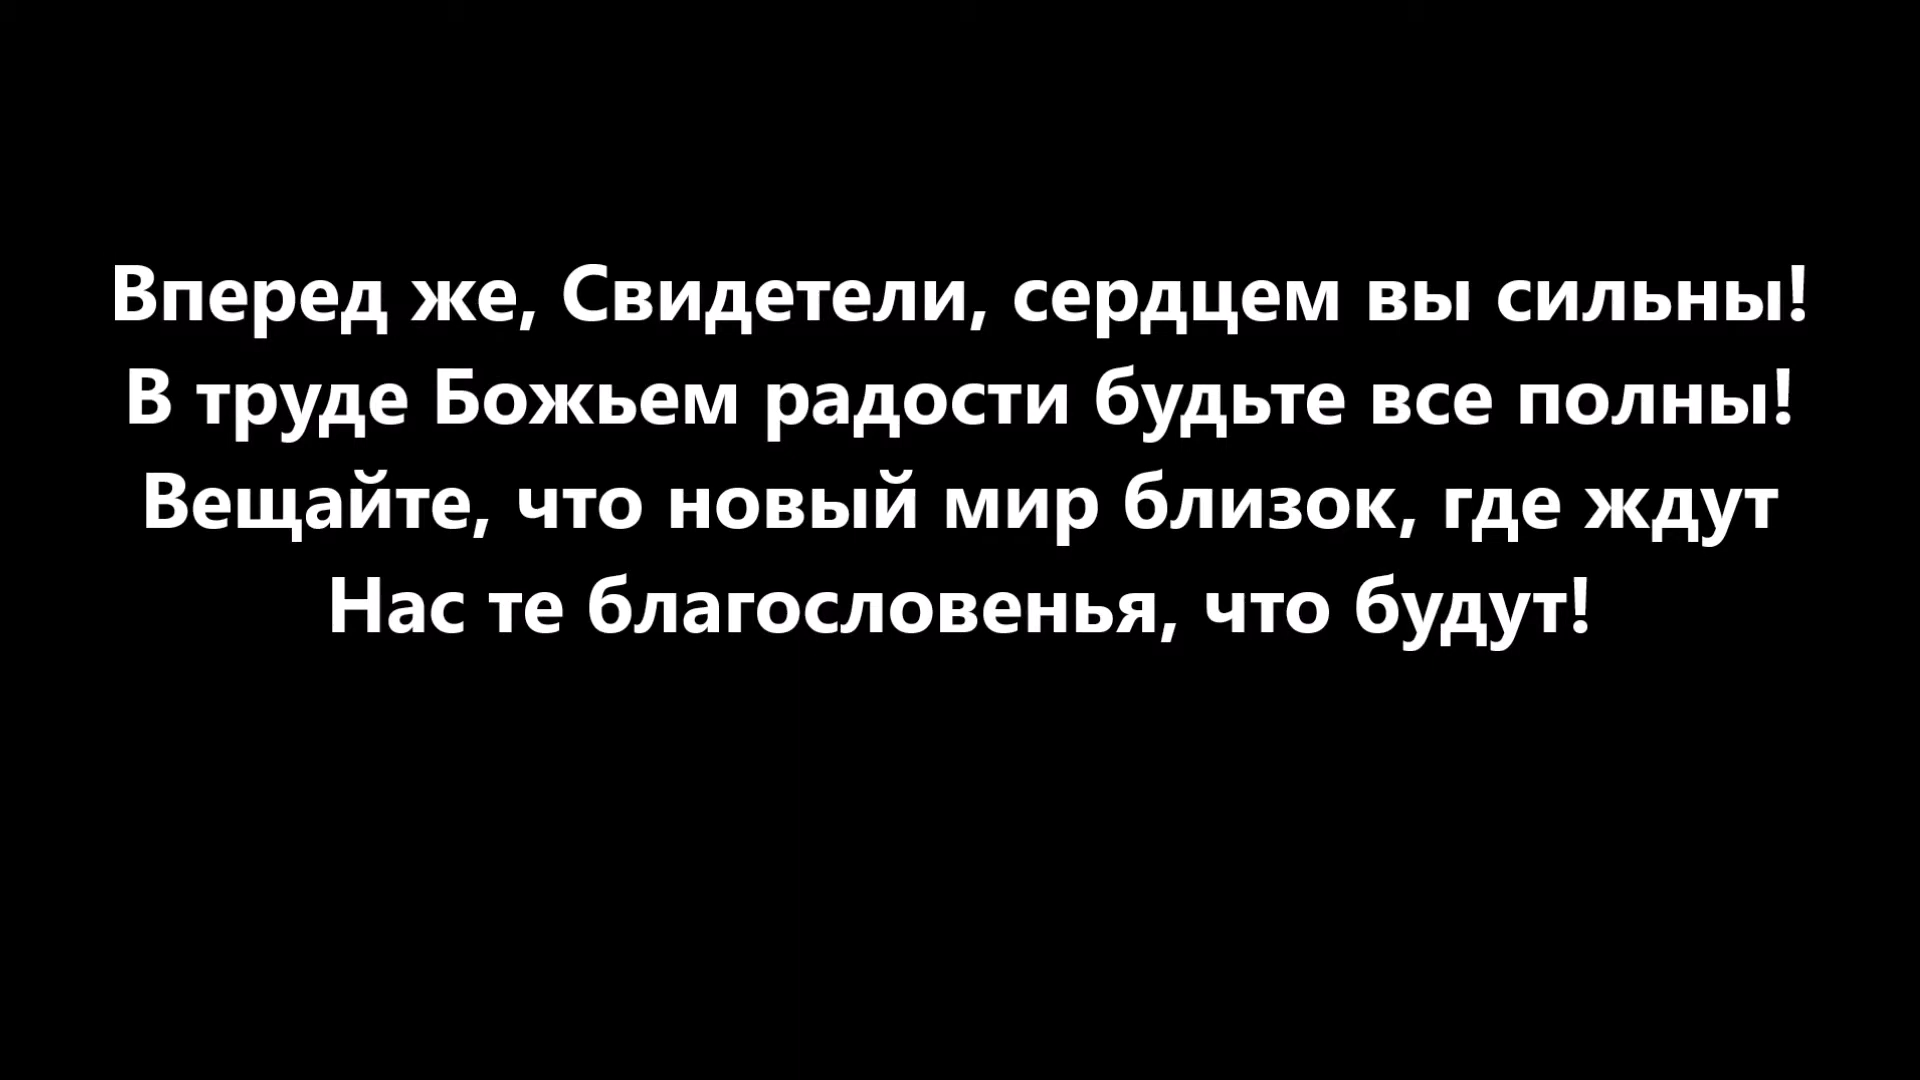 Вперед же, Свидетели, сердцем вы сильны!
В труде Божьем радости будьте все полны!
Вещайте, что новый мир близок, где ждут
Нас те благословенья, что будут!